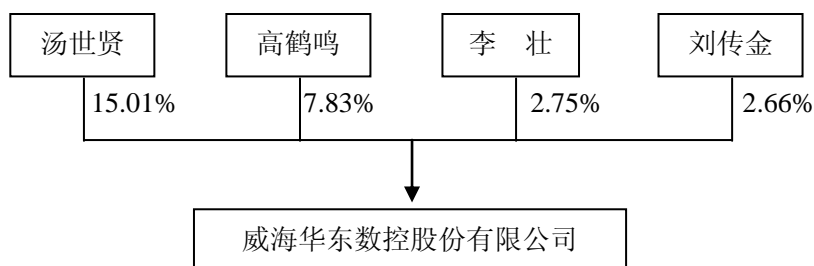 汤世贤 高鹤鸣 李 壮 刘传金
15.01% 7.83% 2.75% 2.66%
威海华东数控股份有限公司